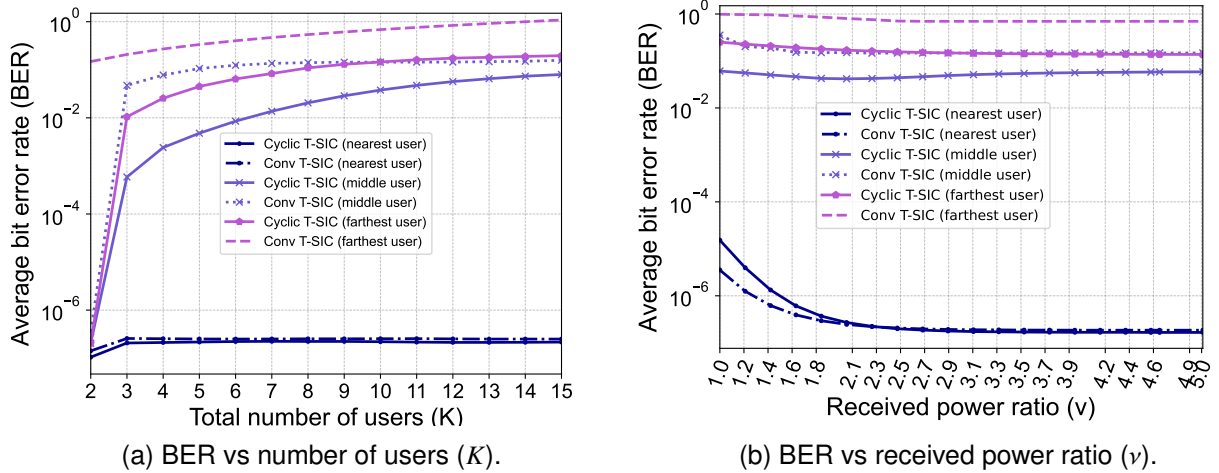 Average bit error rate (BER)
10^0
10^-2
10^-4
10^-6
Cyclic T-SIC (nearest user)
Conv T-SIC (nearest user)
Cyclic T-SIC (middle user)
Conv T-SIC (middle user)
Cyclic T-SIC (farthest user)
Conv T-SIC (farthest user)
2 3 4 5 6 7 8 9 10 11 12 13 14 15
Total number of users (K)
(a) BER vs number of users (K).
Average bit error rate (BER)
10^0
10^-2
10^-4
10^-6
Cyclic T-SIC (nearest user)
Conv T-SIC (nearest user)
Cyclic T-SIC (middle user)
Conv T-SIC (middle user)
Cyclic T-SIC (farthest user)
Conv T-SIC (farthest user)
1.0 1.2 1.4 1.6 1.8 2.1 2.3 2.5 2.7 2.9 3.1 3.3 3.5 3.7 3.9 4.2 4.4 4.6 4.9 5.0
Received power ratio (v)
(b) BER vs received power ratio (ν).